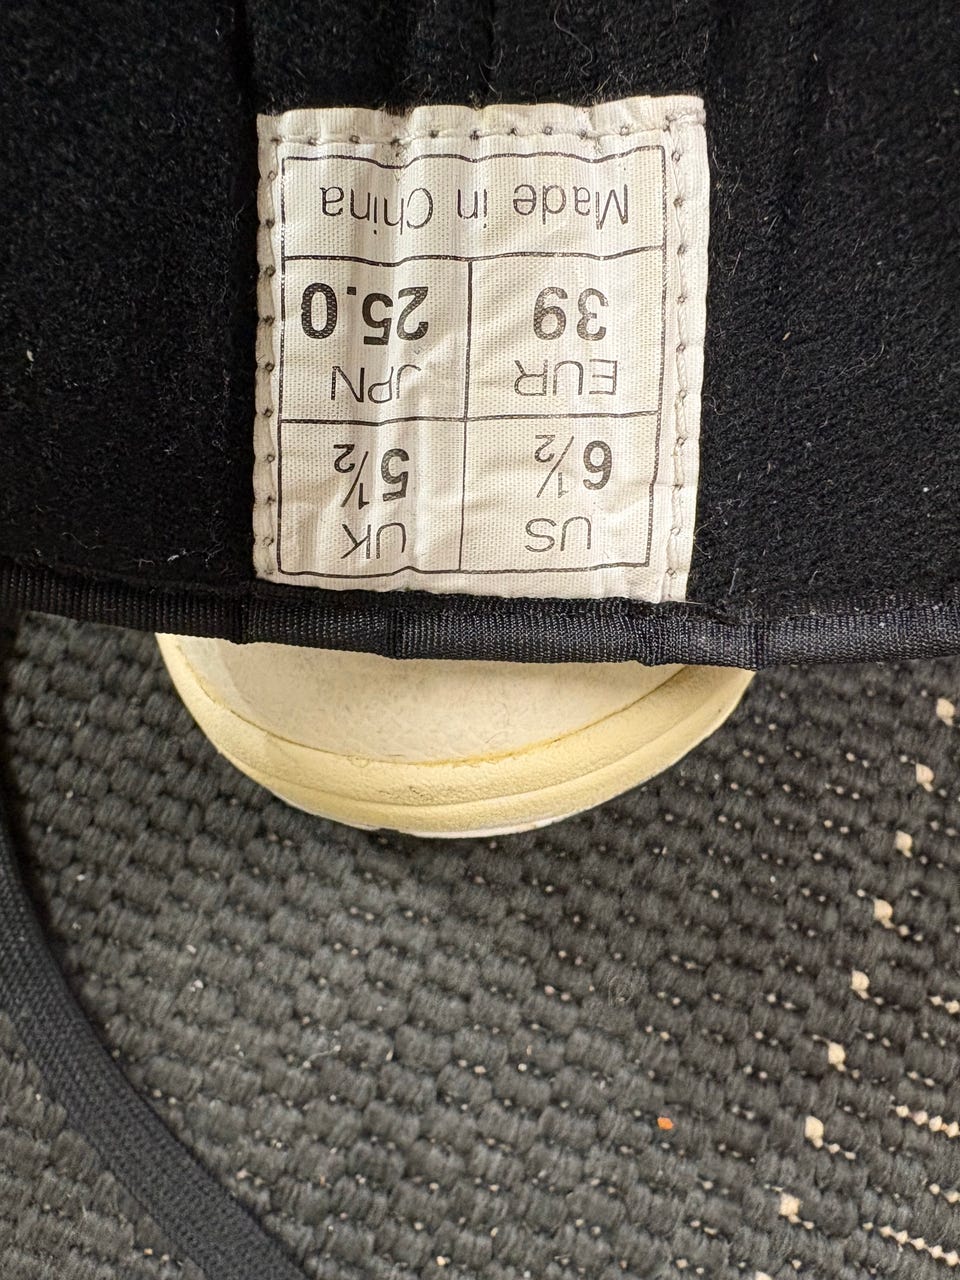 US UK
6½ 5½
EUR JPN
39 25.0
Made in China